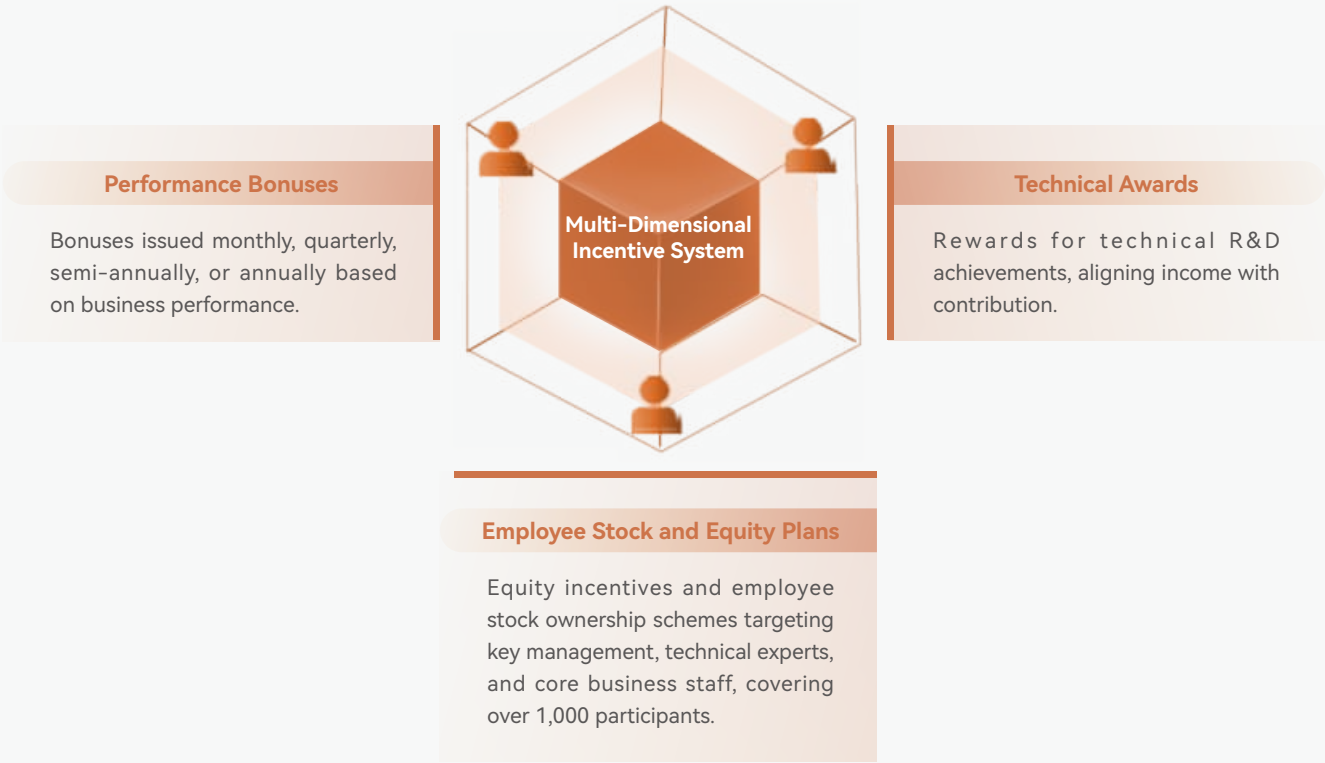 Performance Bonuses
Bonuses issued monthly, quarterly,
semi-annually, or annually based
on business performance.
Multi-Dimensional
Incentive System
Technical Awards
Rewards for technical R&D
achievements, aligning income with
contribution.
Employee Stock and Equity Plans
Equity incentives and employee
stock ownership schemes targeting
key management, technical experts,
and core business staff, covering
over 1,000 participants.